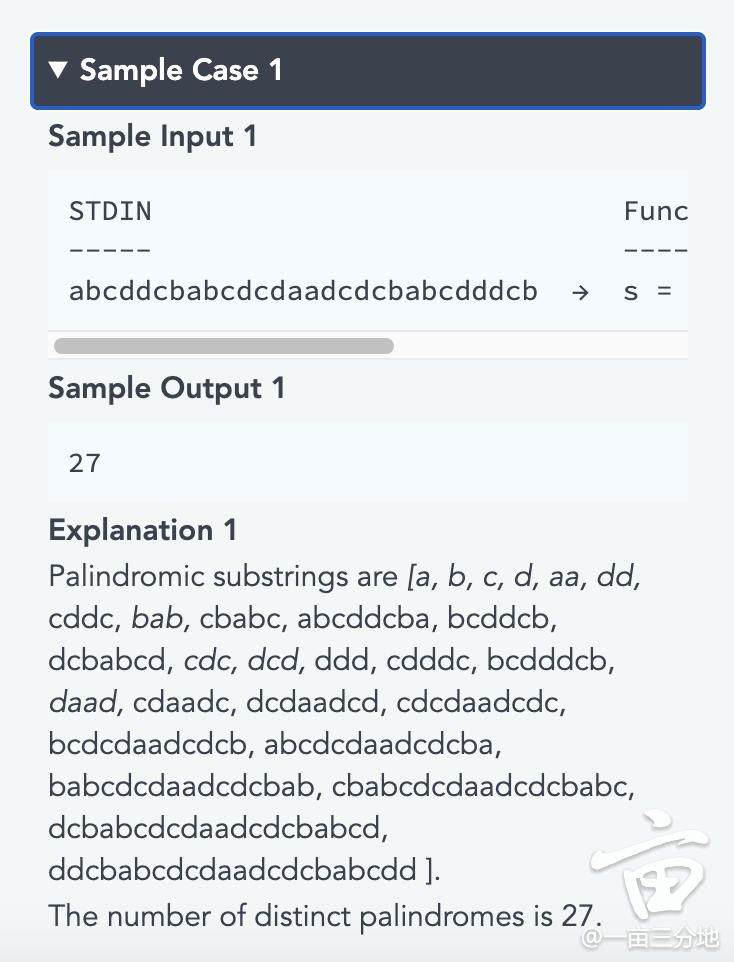 ▼ Sample Case 1
Sample Input 1
STDIN Func
----- ----
abcddcbabcdcdaadcdcbabcdddcb → s =
Sample Output 1
27
Explanation 1
Palindromic substrings are [a, b, c, d, aa, dd,
cddc, bab, cbabc, abcddcba, bcddcb,
dcbabcd, cdc, dcd, ddd, cdddc, bcdddcb,
daad, cdaadc, dcdaadcd, cdcdaadcdc,
bcdcdaadcdcb, abcdcdaadcdcba,
babcdcdaadcdcbab, cbabcdcdaadcdcbabc,
dcbabcdcdaadcdcbabcd,
ddcbabcdcdaadcdcbabcdd ].
The number of distinct palindromes is 27.
亩
@一亩三分地